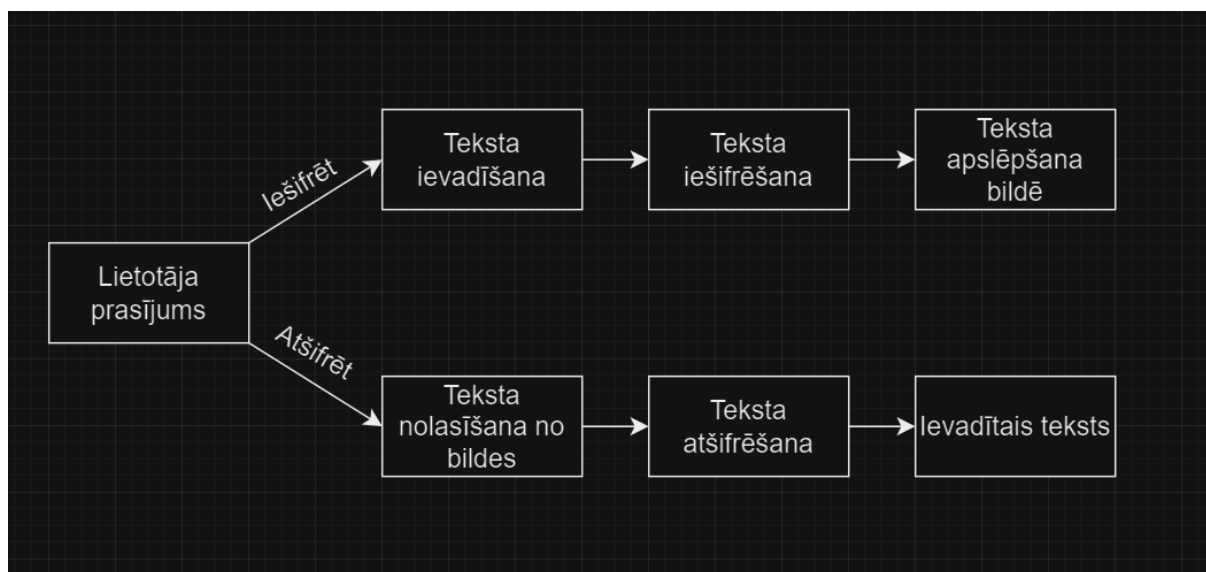 Lietotāja
prasījums
Iešifrēt
Teksta
ievadīšana
Teksta
iešifrēšana
Teksta
apslēpšana
bildē
Atšifrēt
Teksta
nolasīšana no
bildes
Teksta
atšifrēšana
Ievadītais teksts